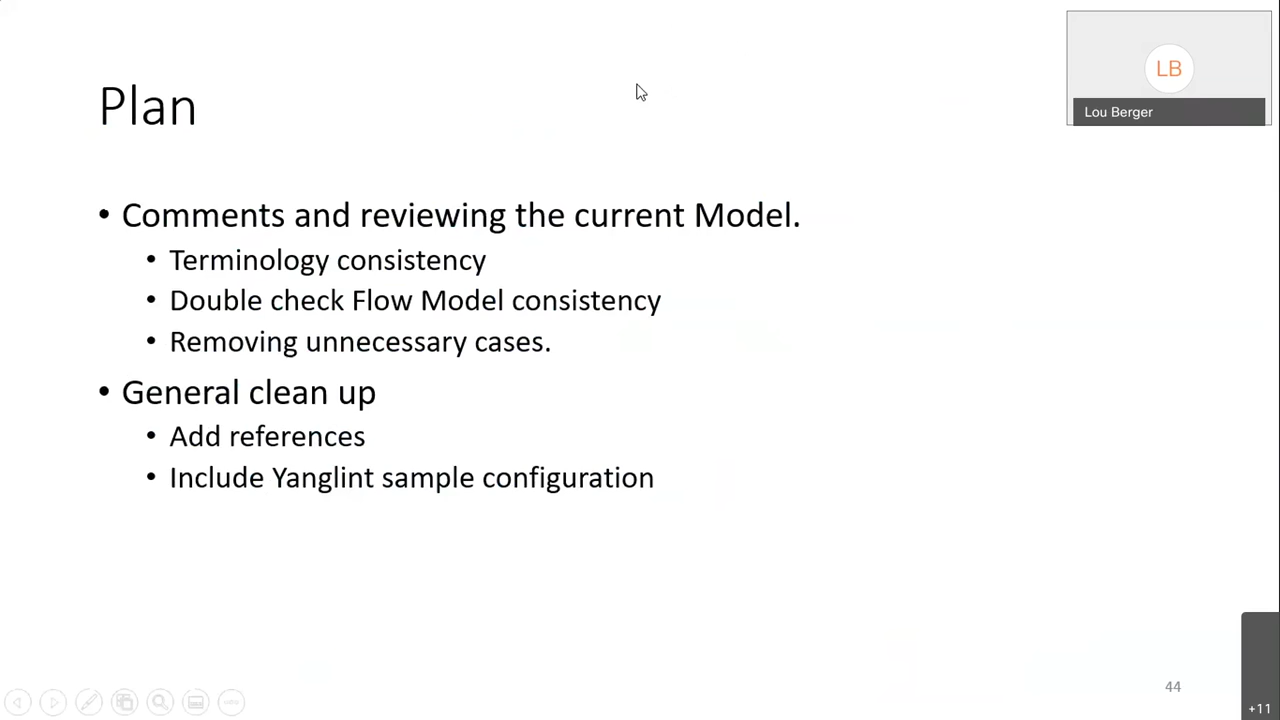 LB
Lou Berger
Plan
• Comments and reviewing the current Model.
• Terminology consistency
• Double check Flow Model consistency
• Removing unnecessary cases.
• General clean up
• Add references
• Include Yanglint sample configuration
44
+11